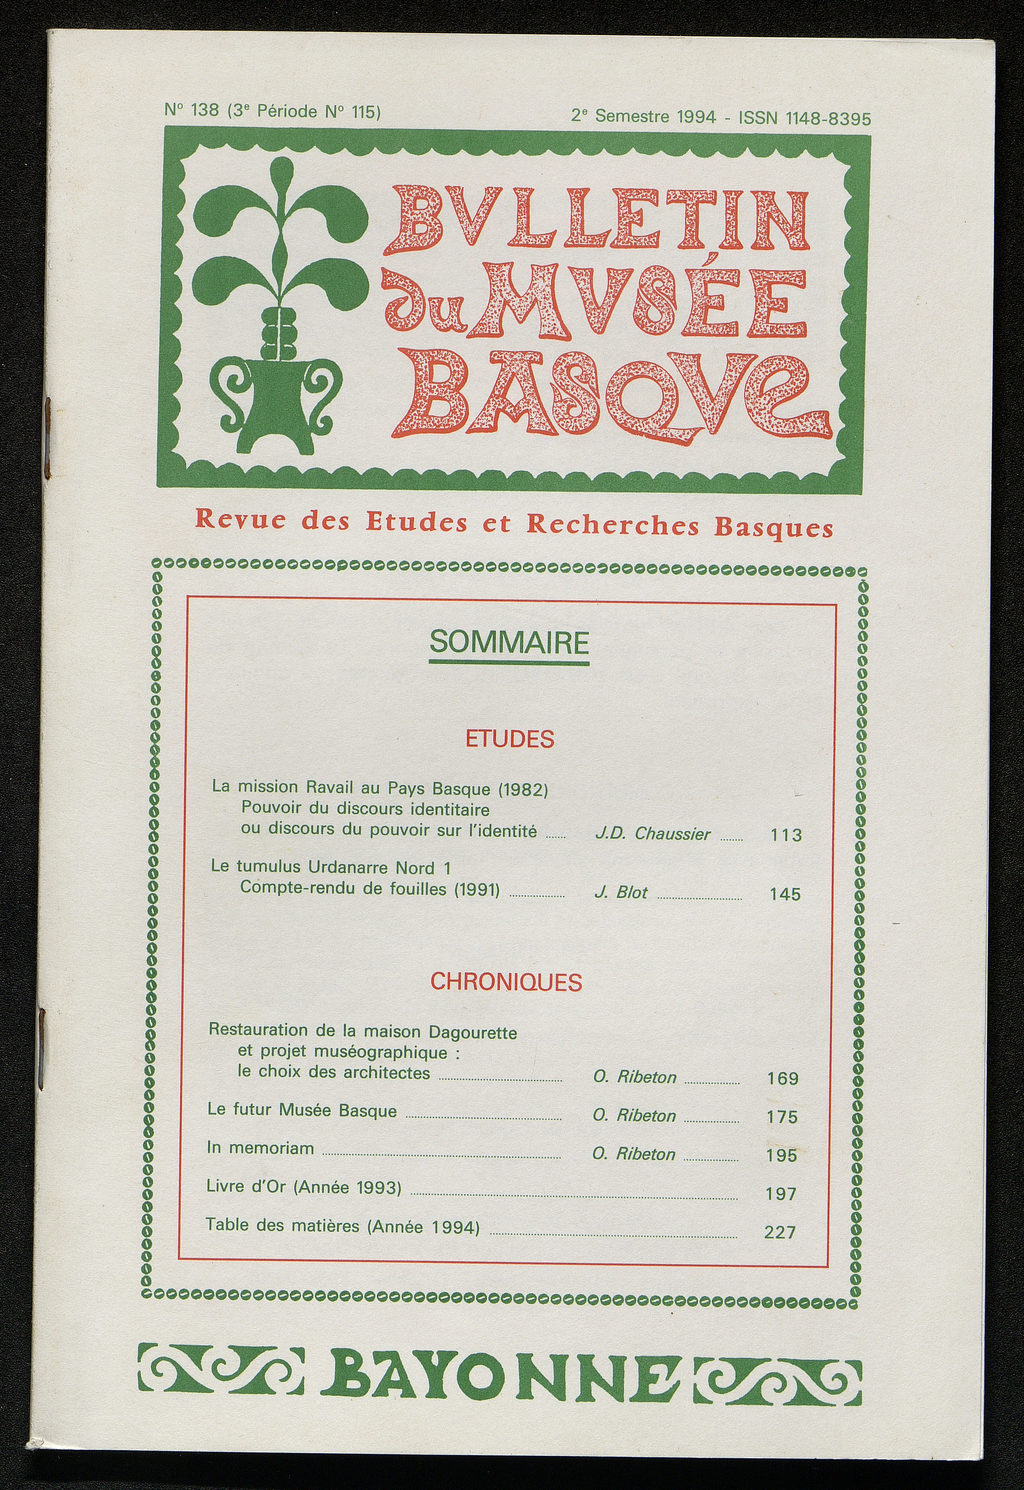 Nº 138 (3ᵉ Période Nº 115)
2ᵉ Semestre 1994 - ISSN 1148-8395
BVLLETIN
du MVSÉE
BASQVE
Revue des Etudes et Recherches Basques
SOMMAIRE
ETUDES
La mission Ravail au Pays Basque (1982)
Pouvoir du discours identitaire
ou discours du pouvoir sur l'identité ...... J.D. Chaussier ...... 113
Le tumulus Urdanarre Nord 1
Compte-rendu de fouilles (1991) ...... J. Blot ...... 145
CHRONIQUES
Restauration de la maison Dagourette
et projet muséographique :
le choix des architectes ...... O. Ribeton ...... 169
Le futur Musée Basque ...... O. Ribeton ...... 175
In memoriam ...... O. Ribeton ...... 195
Livre d'Or (Année 1993) ...... 197
Table des matières (Année 1994) ...... 227
BAYONNE